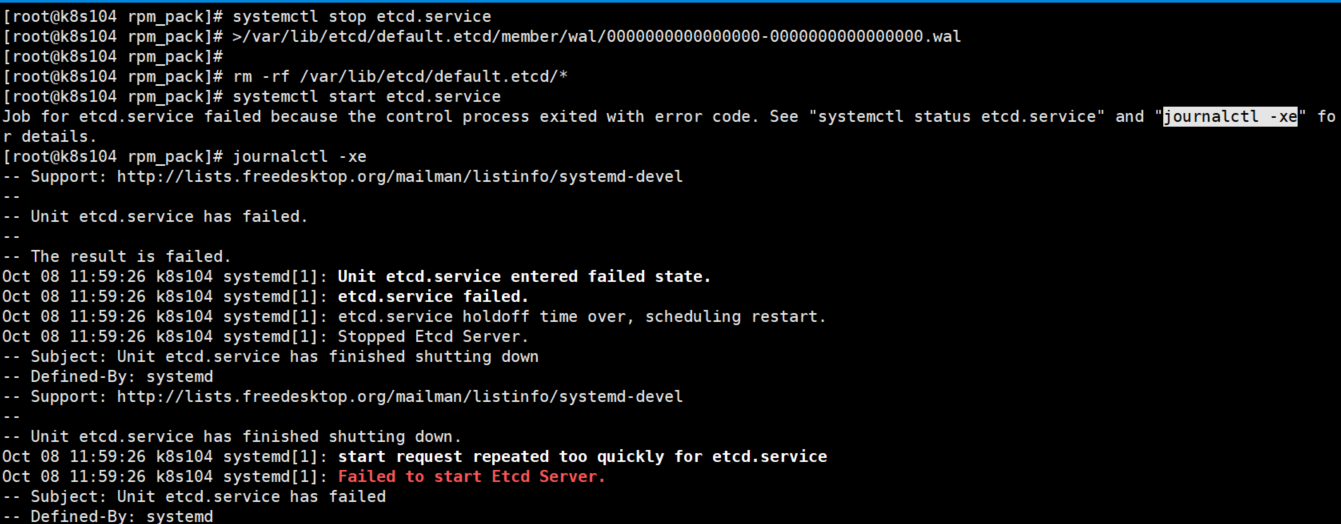 [root@k8s104 rpm_pack]# systemctl stop etcd.service
[root@k8s104 rpm_pack]# >/var/lib/etcd/default.etcd/member/wal/0000000000000000-0000000000000000.wal
[root@k8s104 rpm_pack]#
[root@k8s104 rpm_pack]# rm -rf /var/lib/etcd/default.etcd/*
[root@k8s104 rpm_pack]# systemctl start etcd.service
Job for etcd.service failed because the control process exited with error code. See "systemctl status etcd.service" and "journalctl -xe" fo
r details.
[root@k8s104 rpm_pack]# journalctl -xe
-- Support: http://lists.freedesktop.org/mailman/listinfo/systemd-devel
--
-- Unit etcd.service has failed.
--
-- The result is failed.
Oct 08 11:59:26 k8s104 systemd[1]: Unit etcd.service entered failed state.
Oct 08 11:59:26 k8s104 systemd[1]: etcd.service failed.
Oct 08 11:59:26 k8s104 systemd[1]: etcd.service holdoff time over, scheduling restart.
Oct 08 11:59:26 k8s104 systemd[1]: Stopped Etcd Server.
-- Subject: Unit etcd.service has finished shutting down
-- Defined-By: systemd
-- Support: http://lists.freedesktop.org/mailman/listinfo/systemd-devel
--
-- Unit etcd.service has finished shutting down.
Oct 08 11:59:26 k8s104 systemd[1]: start request repeated too quickly for etcd.service
Oct 08 11:59:26 k8s104 systemd[1]: Failed to start Etcd Server.
-- Subject: Unit etcd.service has failed
-- Defined-By: systemd